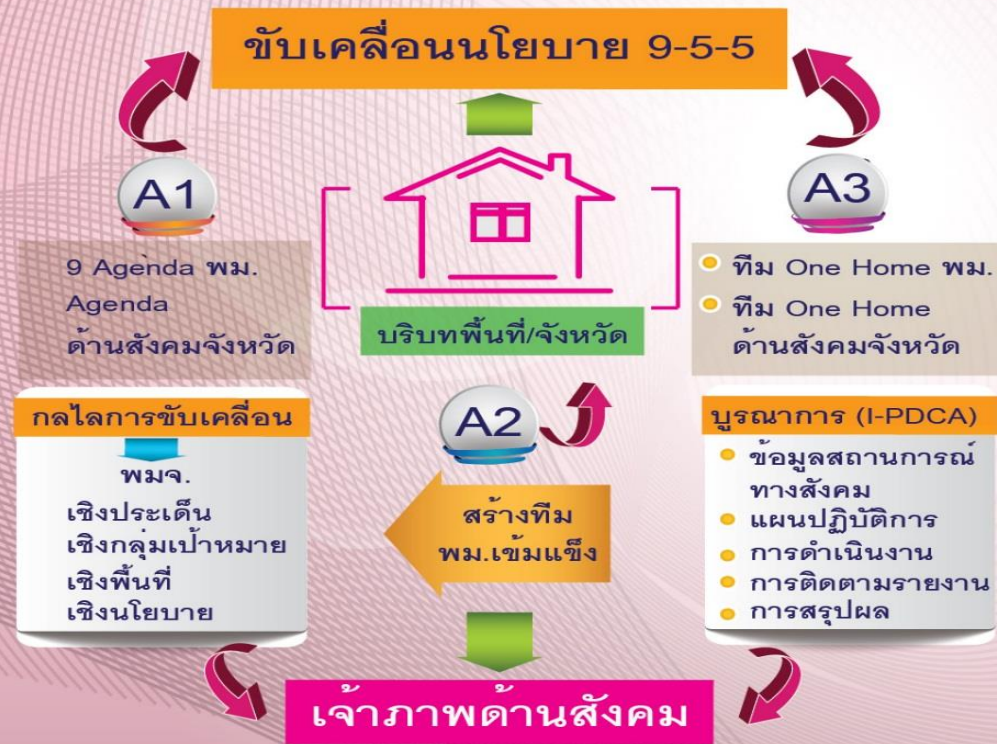 ขับเคลื่อนนโยบาย 9-5-5
A1
9 Agenda พม.
Agenda
ด้านสังคมจังหวัด
บริบทพื้นที่/จังหวัด
A3
ทีม One Home พม.
ทีม One Home
ด้านสังคมจังหวัด
กลไลการขับเคลื่อน
พมจ.
เชิงประเด็น
เชิงกลุ่มเป้าหมาย
เชิงพื้นที่
เชิงนโยบาย
A2
สร้างทีม
พม.เข้มแข็ง
บูรณาการ (I-PDCA)
ข้อมูลสถานการณ์
ทางสังคม
แผนปฏิบัติการ
การดำเนินงาน
การติดตามรายงาน
การสรุปผล
เจ้าภาพด้านสังคม